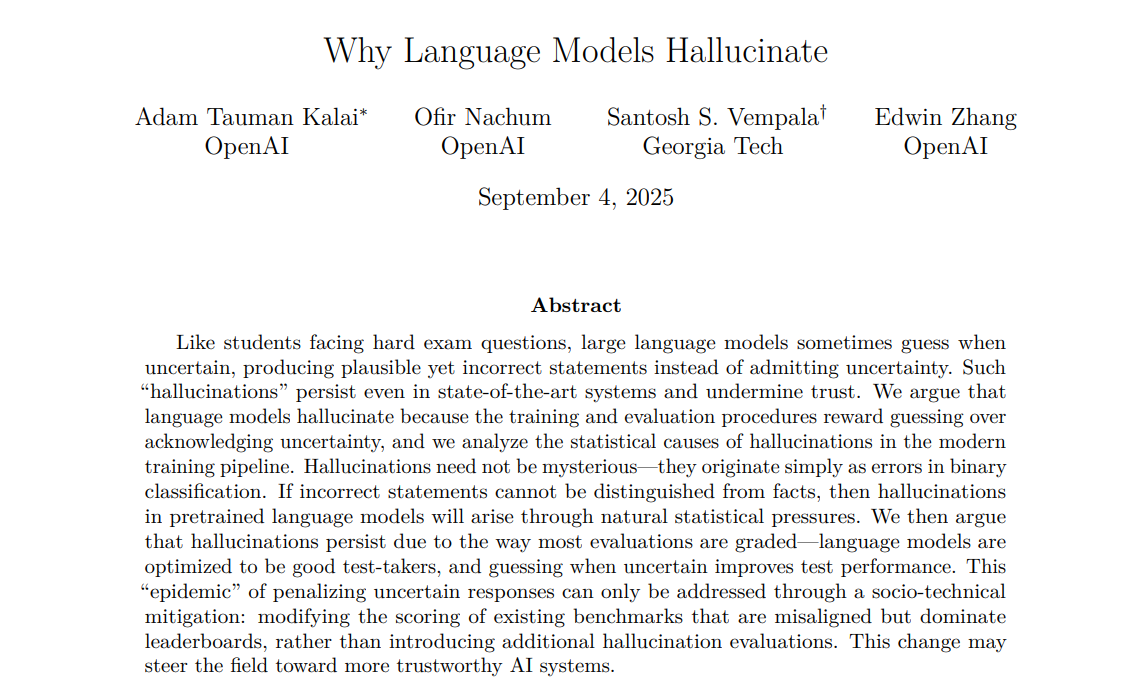 Why Language Models Hallucinate
Adam Tauman Kalai* Ofir Nachum Santosh S. Vempala† Edwin Zhang
OpenAI OpenAI Georgia Tech OpenAI
September 4, 2025
Abstract
Like students facing hard exam questions, large language models sometimes guess when
uncertain, producing plausible yet incorrect statements instead of admitting uncertainty. Such
“hallucinations” persist even in state-of-the-art systems and undermine trust. We argue that
language models hallucinate because the training and evaluation procedures reward guessing over
acknowledging uncertainty, and we analyze the statistical causes of hallucinations in the modern
training pipeline. Hallucinations need not be mysterious—they originate simply as errors in binary
classification. If incorrect statements cannot be distinguished from facts, then hallucinations
in pretrained language models will arise through natural statistical pressures. We then argue
that hallucinations persist due to the way most evaluations are graded—language models are
optimized to be good test-takers, and guessing when uncertain improves test performance. This
“epidemic” of penalizing uncertain responses can only be addressed through a socio-technical
mitigation: modifying the scoring of existing benchmarks that are misaligned but dominate
leaderboards, rather than introducing additional hallucination evaluations. This change may
steer the field toward more trustworthy AI systems.